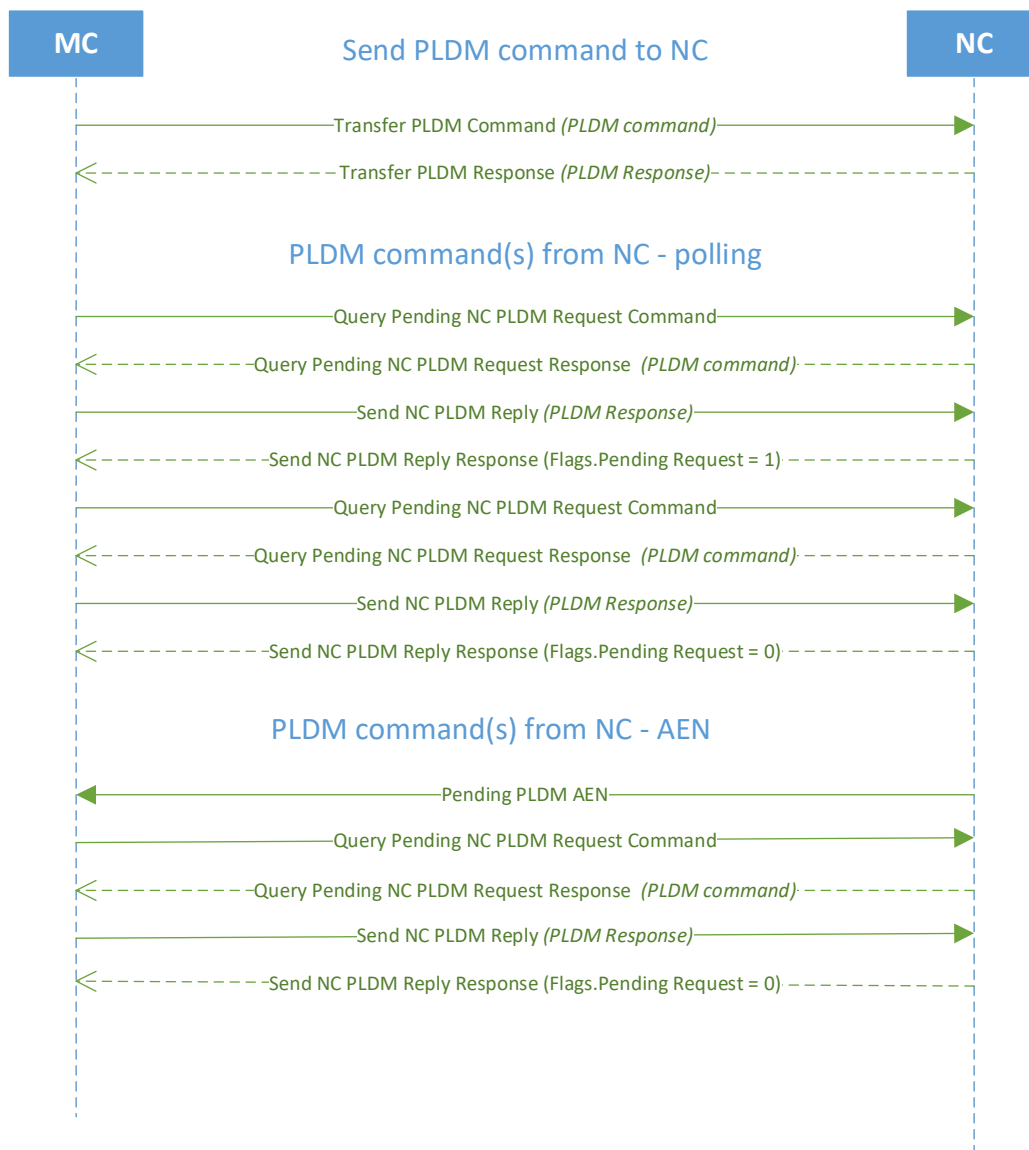 MC
Send PLDM command to NC
NC
Transfer PLDM Command (PLDM command)
Transfer PLDM Response (PLDM Response)
PLDM command(s) from NC - polling
Query Pending NC PLDM Request Command
Query Pending NC PLDM Request Response (PLDM command)
Send NC PLDM Reply (PLDM Response)
Send NC PLDM Reply Response (Flags.Pending Request = 1)
Query Pending NC PLDM Request Command
Query Pending NC PLDM Request Response (PLDM command)
Send NC PLDM Reply (PLDM Response)
Send NC PLDM Reply Response (Flags.Pending Request = 0)
PLDM command(s) from NC - AEN
Pending PLDM AEN
Query Pending NC PLDM Request Command
Query Pending NC PLDM Request Response (PLDM command)
Send NC PLDM Reply (PLDM Response)
Send NC PLDM Reply Response (Flags.Pending Request = 0)